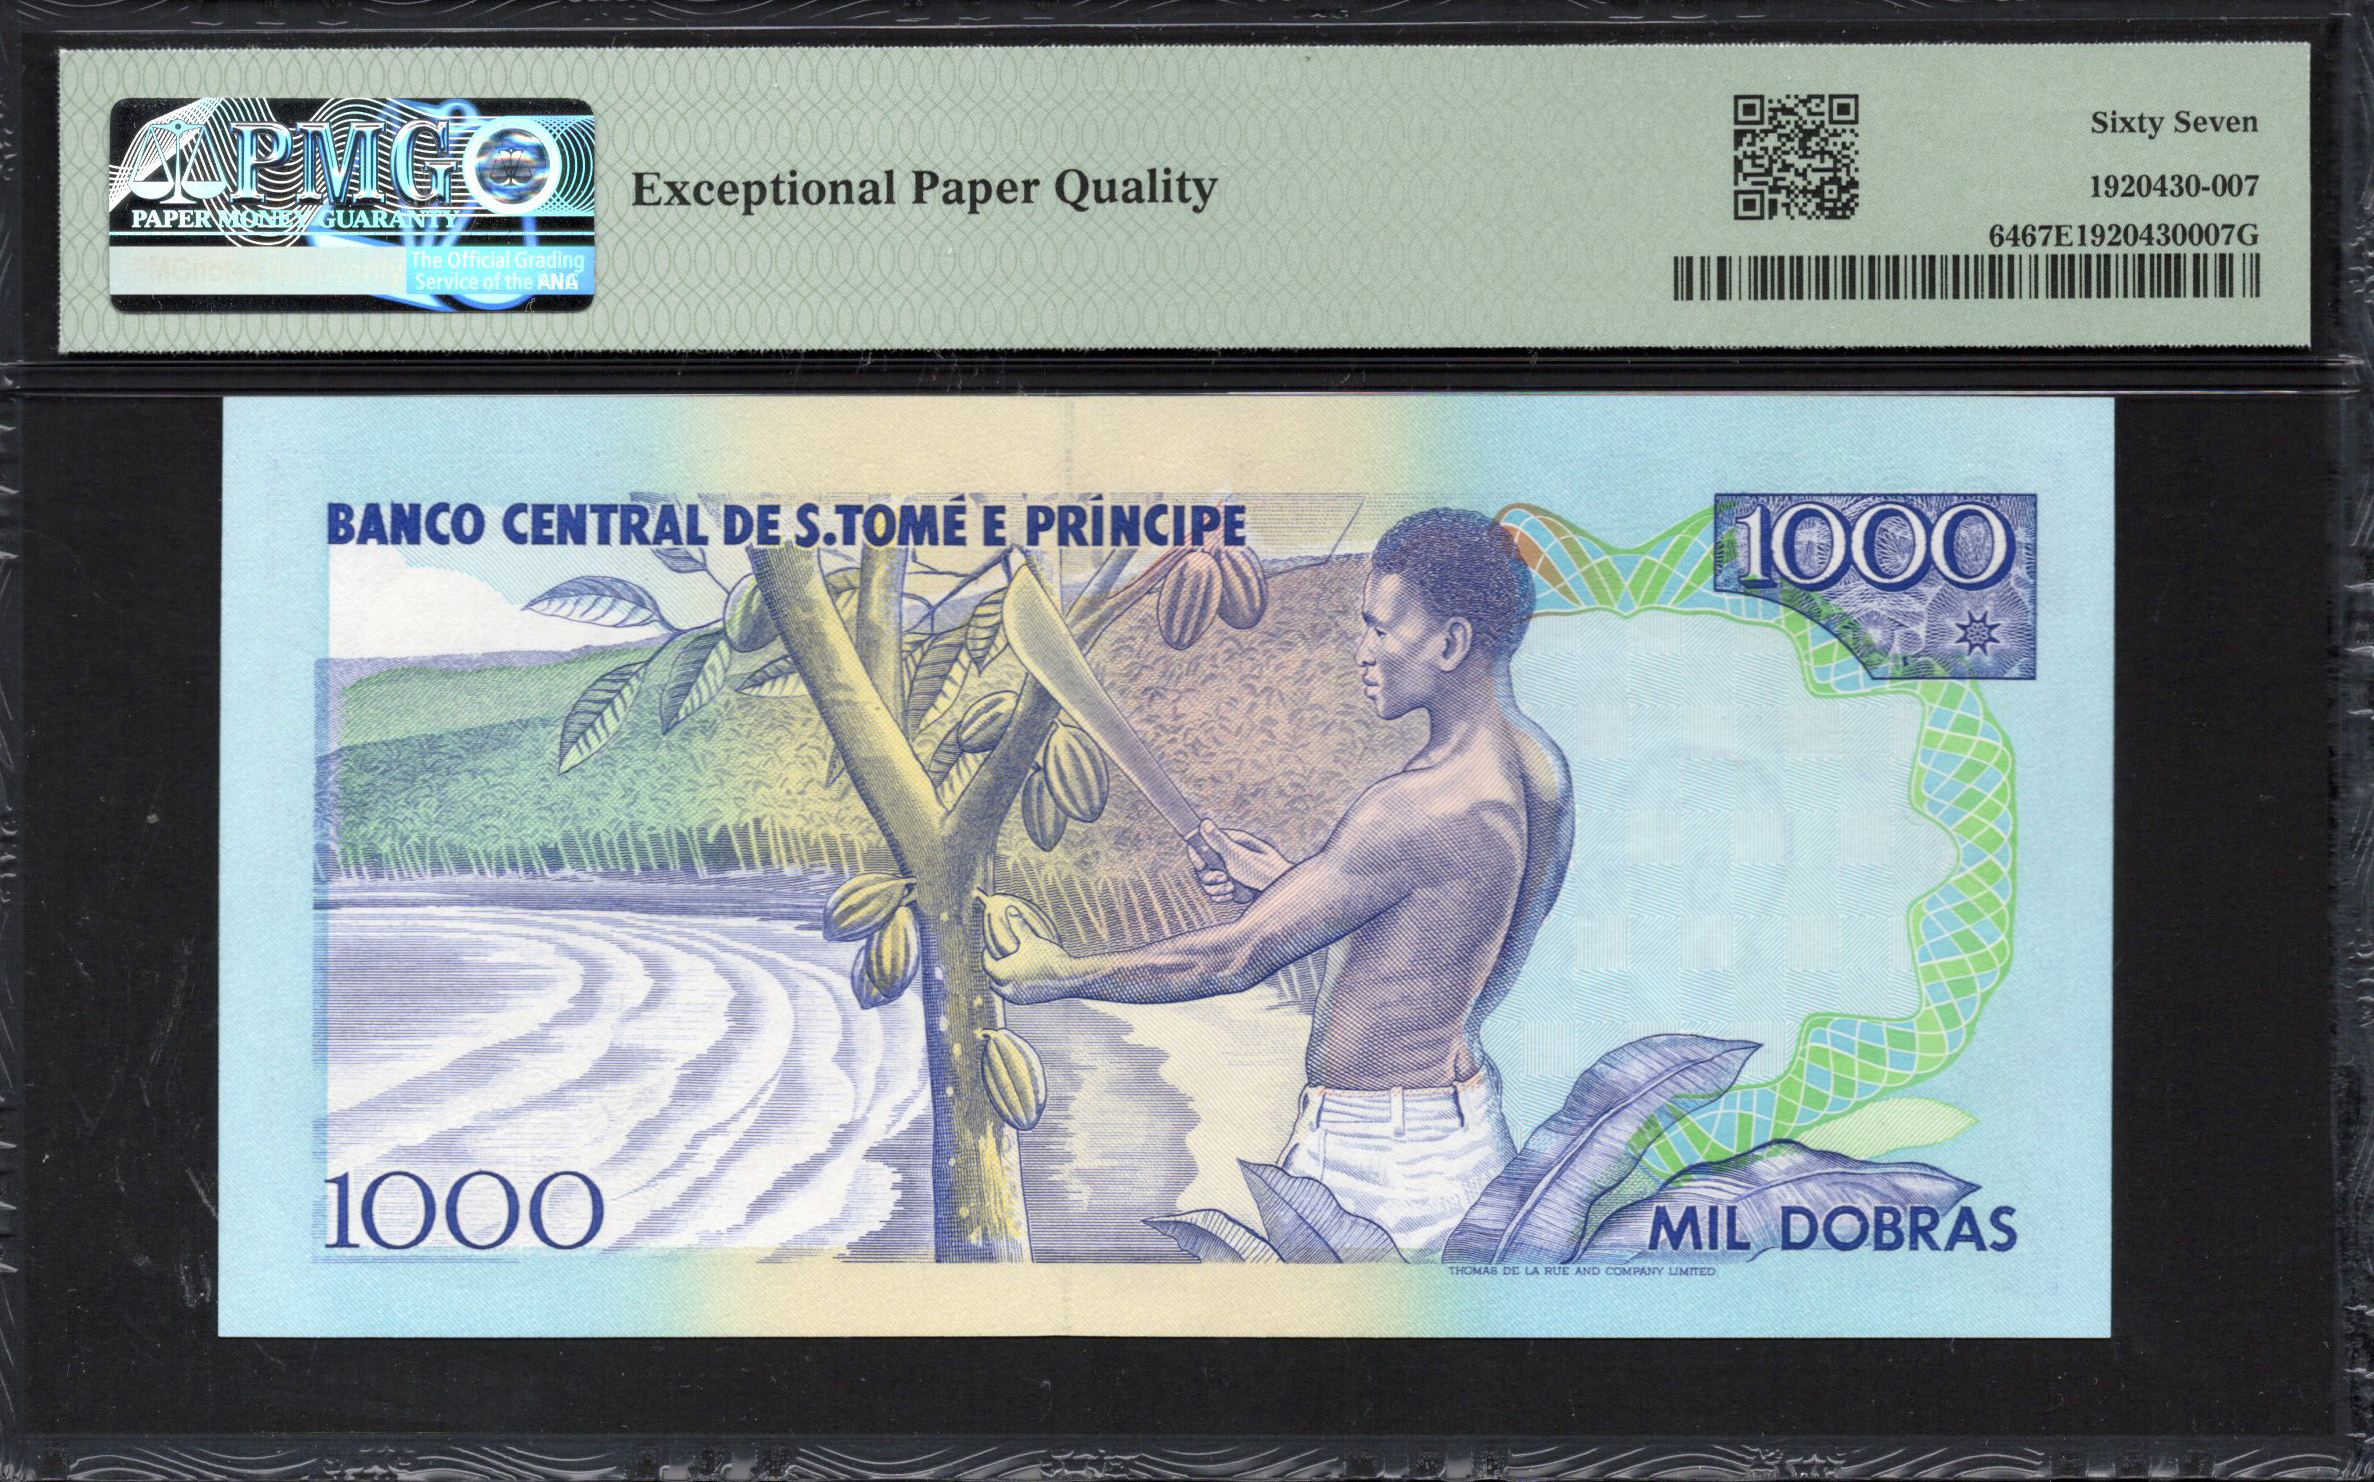 PMG
PAPER MONEY GUARANTY
The Official Grading
Service of the ANA
Exceptional Paper Quality
Sixty Seven
1920430-007
6467E1920430007G
BANCO CENTRAL DE S.TOMÉ E PRÍNCIPE
1000
1000
MIL DOBRAS
THOMAS DE LA RUE AND COMPANY LIMITED.